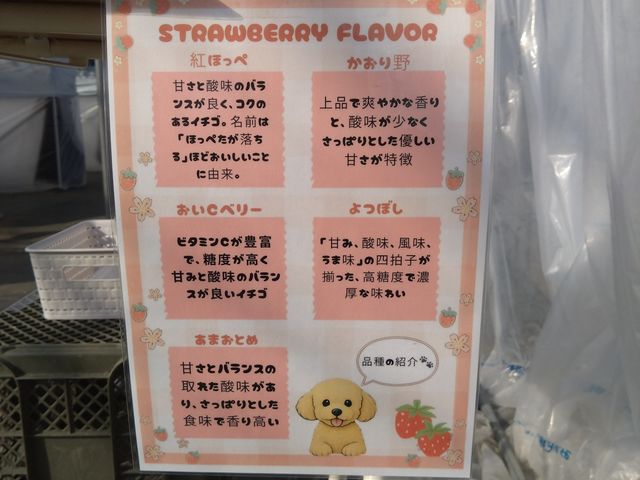 STRAWBERRY FLAVOR
紅ほっぺ
甘さと酸味のバラ
ンスが良く、コクの
あるイチゴ。名前は
「ほっぺたが落ち
る」ほどおいしいこと
に由来。
かおり野
上品で爽やかな香り
と、酸味が少なく
さっぱりとした優しい
甘さが特徴
おいCベリー
ビタミンCが豊富
で、糖度が高く
甘みと酸味のバラン
スが良いイチゴ
よつぼし
「甘み、酸味、風味、
うま味」の四拍子が
揃った、高糖度で濃
厚な味わい
あまおとめ
甘さとバランスの
取れた酸味があ
り、さっぱりとした
食味で香り高い
品種の紹介